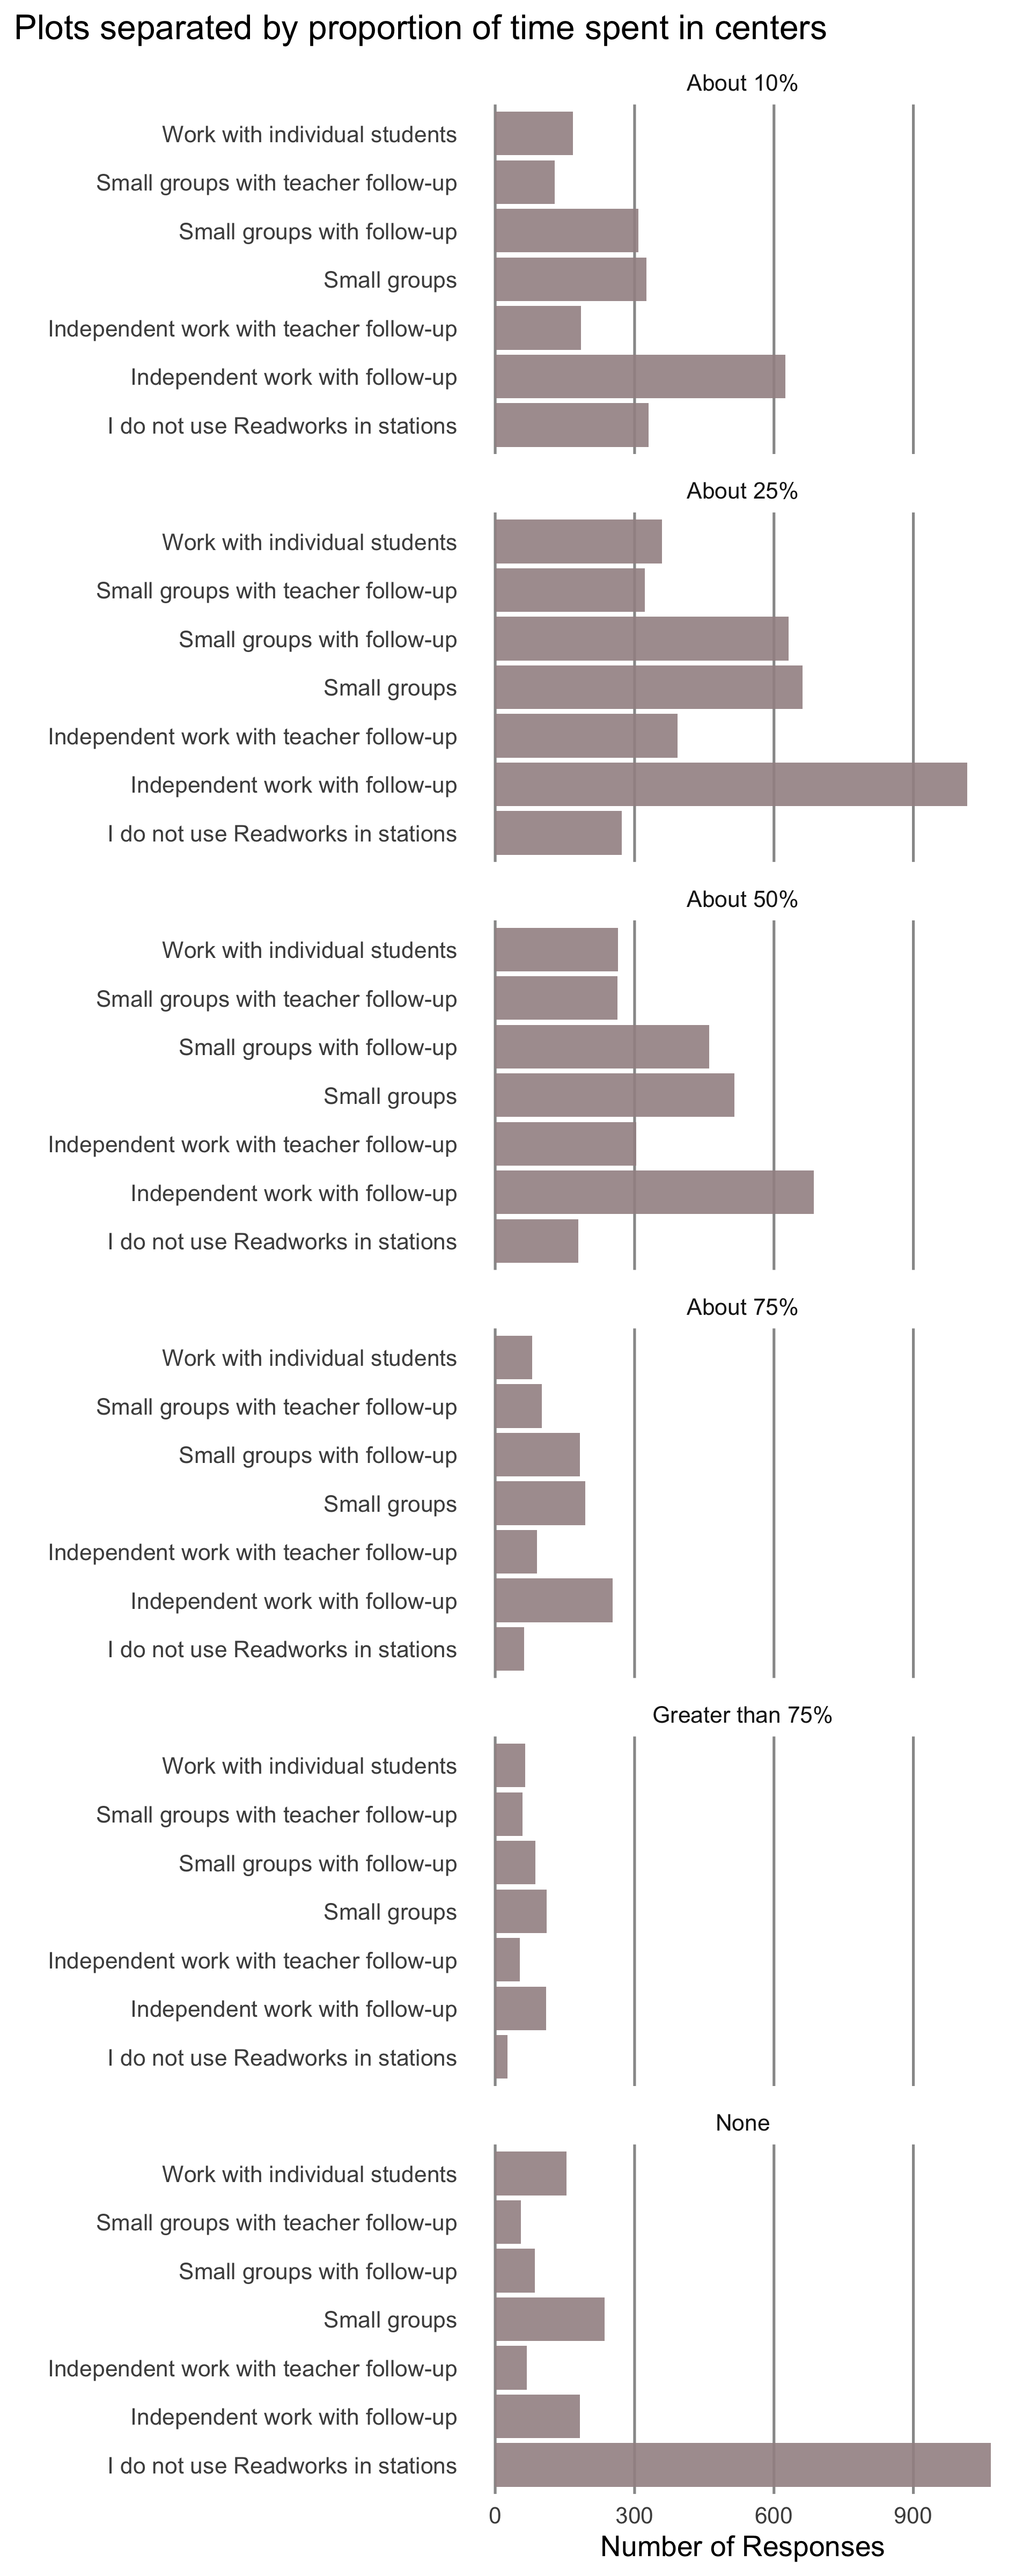 Plots separated by proportion of time spent in centers
About 10%
Work with individual students
Small groups with teacher follow-up
Small groups with follow-up
Small groups
Independent work with teacher follow-up
Independent work with follow-up
I do not use Readworks in stations
About 25%
Work with individual students
Small groups with teacher follow-up
Small groups with follow-up
Small groups
Independent work with teacher follow-up
Independent work with follow-up
I do not use Readworks in stations
About 50%
Work with individual students
Small groups with teacher follow-up
Small groups with follow-up
Small groups
Independent work with teacher follow-up
Independent work with follow-up
I do not use Readworks in stations
About 75%
Work with individual students
Small groups with teacher follow-up
Small groups with follow-up
Small groups
Independent work with teacher follow-up
Independent work with follow-up
I do not use Readworks in stations
Greater than 75%
Work with individual students
Small groups with teacher follow-up
Small groups with follow-up
Small groups
Independent work with teacher follow-up
Independent work with follow-up
I do not use Readworks in stations
None
Work with individual students
Small groups with teacher follow-up
Small groups with follow-up
Small groups
Independent work with teacher follow-up
Independent work with follow-up
I do not use Readworks in stations
0 300 600 900
Number of Responses